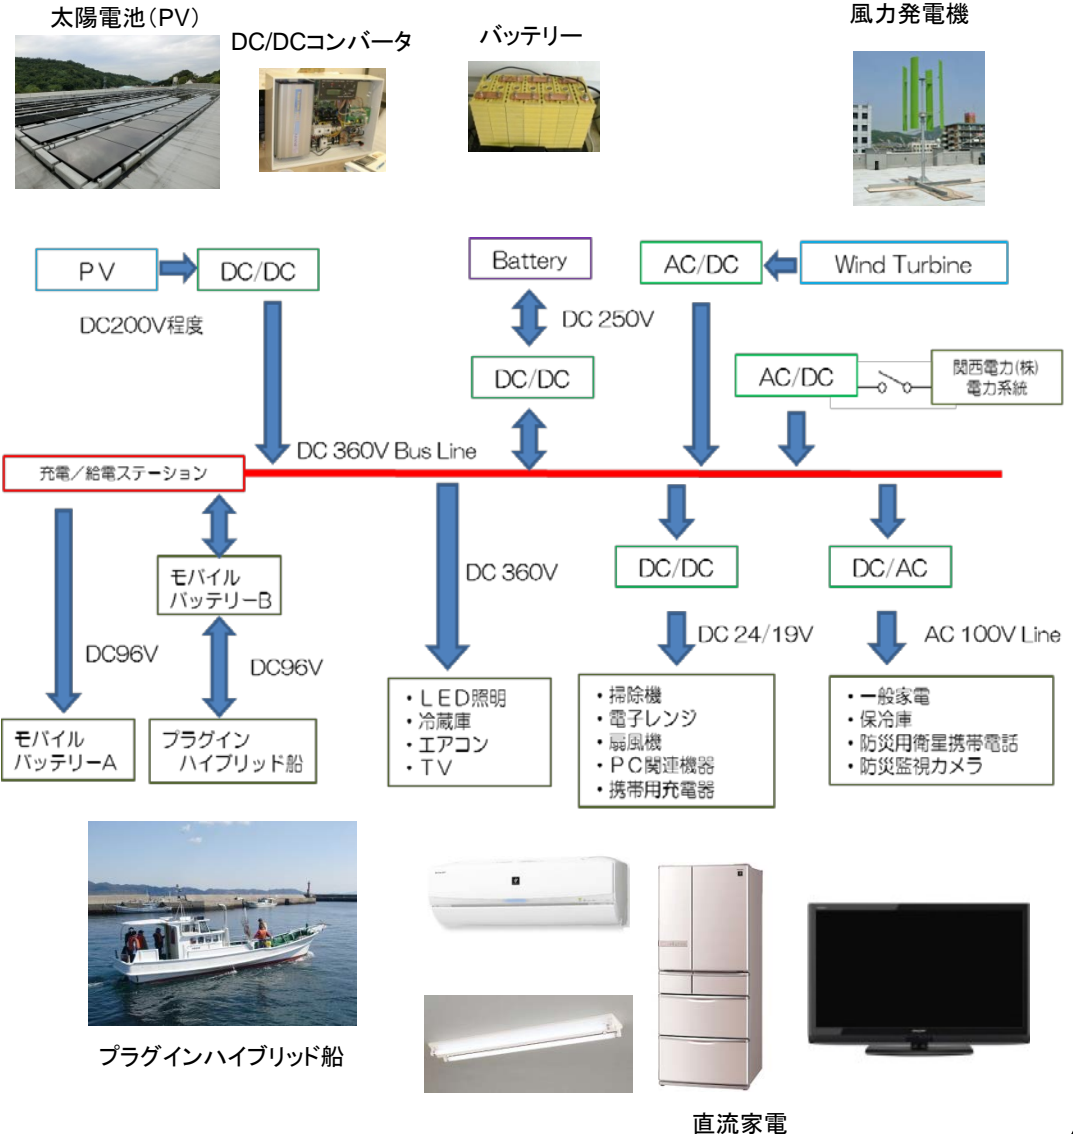 太陽電池(PV)
DC/DCコンバータ
バッテリー
風力発電機
PV
DC/DC
Battery
AC/DC
Wind Turbine
DC200V程度
DC 250V
DC/DC
AC/DC
関西電力(株)
電力系統
DC 360V Bus Line
充電/給電ステーション
モバイル
バッテリーB
DC 360V
DC/DC
DC/AC
DC96V
DC96V
DC 24/19V
AC 100V Line
モバイル
バッテリーA
プラグイン
ハイブリッド船
・LED照明
・冷蔵庫
・エアコン
・TV
・掃除機
・電子レンジ
・扇風機
・PC関連機器
・携帯用充電器
・一般家電
・保冷庫
・防災用衛星携帯電話
・防災監視カメラ
プラグインハイブリッド船
直流家電